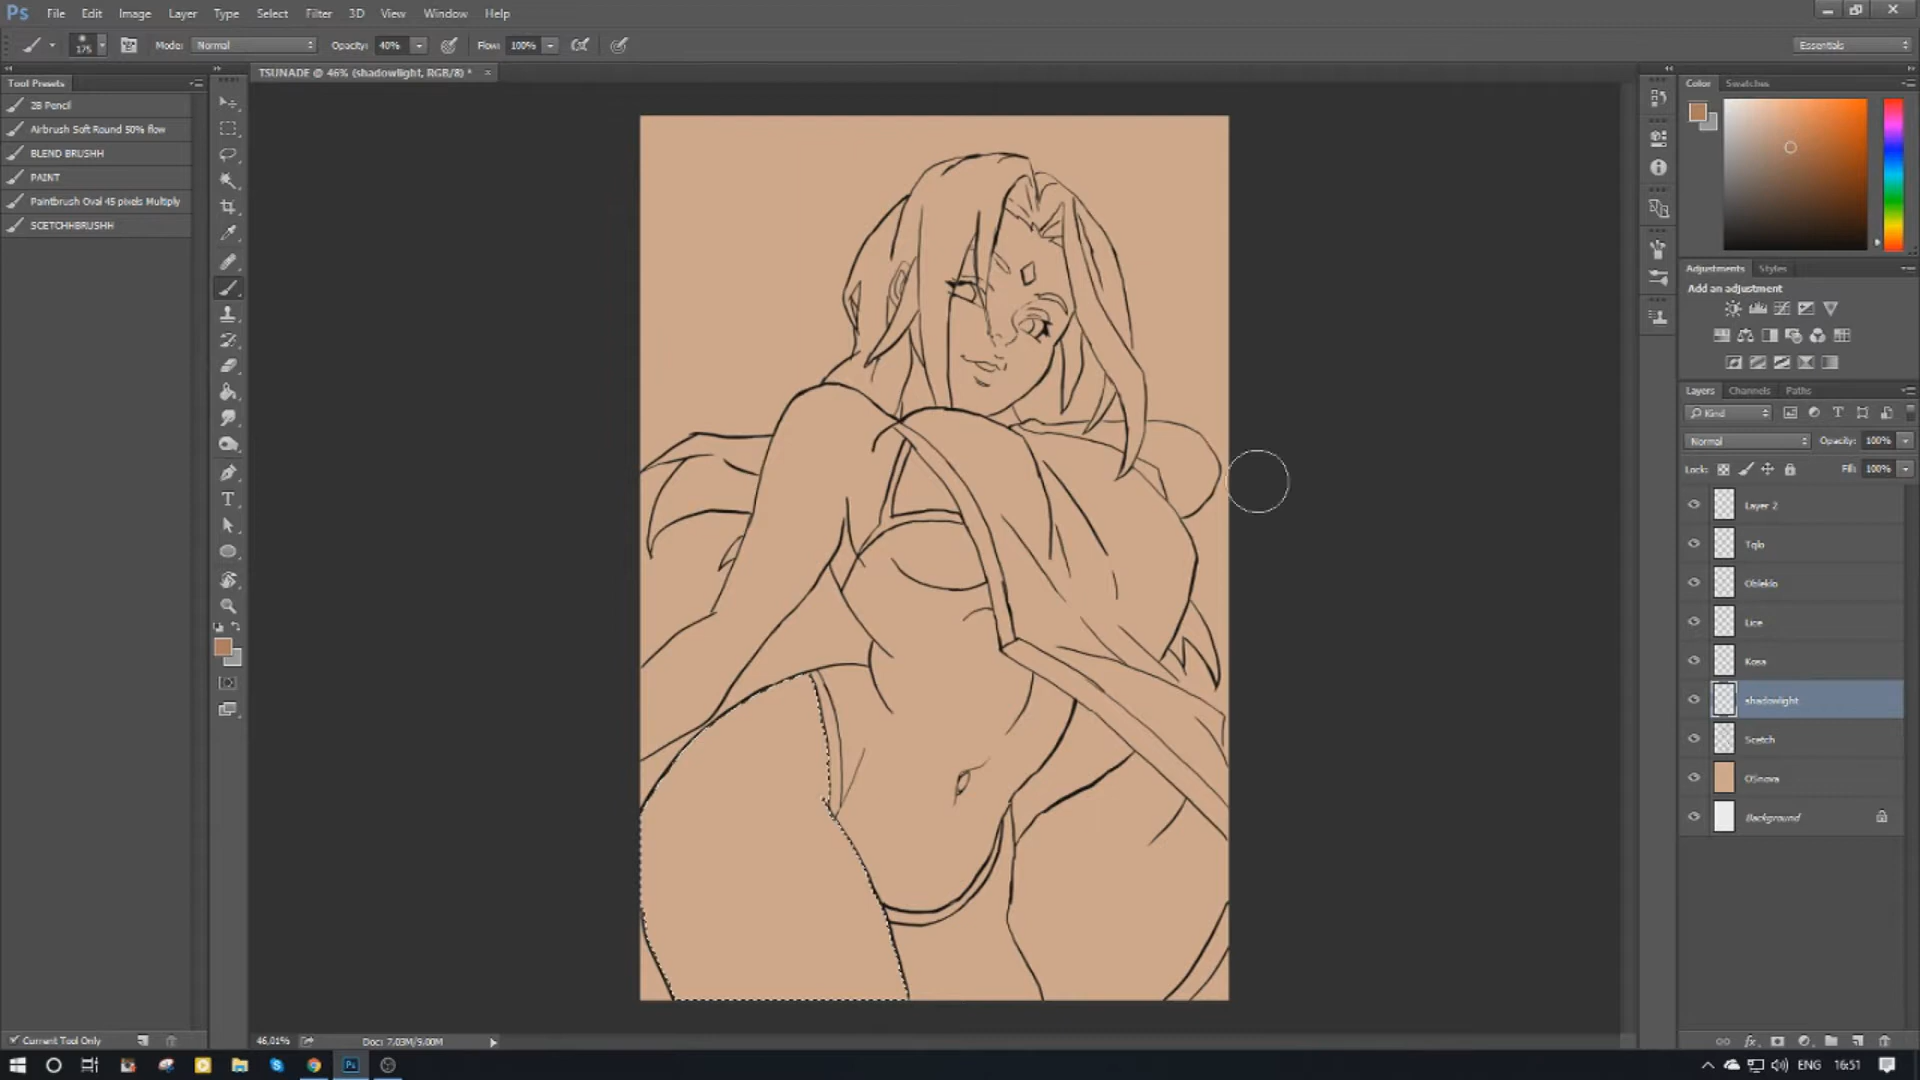 Ps File Edit Image Layer Type Select Filter 3D View Window Help
175 Mode: Normal Opacity: 40% Flow: 100% Essentials
TSUNADE @ 46% (shadowlight, RGB/8) * ×
Tool Presets
2B Pencil
Airbrush Soft Round 50% flow
BLEND BRUSHH
PAINT
Paintbrush Oval 45 pixels Multiply
SCETCHHBRUSHH
Color Swatches
Adjustments Styles
Add an adjustment
Layers Channels Paths
Kind
Normal Opacity: 100%
Lock: Fill: 100%
Layer 2
Tqlo
Obleklo
Lice
Kosa
shadowlight
Scetch
OSnova
Background
Current Tool Only
46,01% Doc: 7,03M/9,00M
Ps ENG 16:51